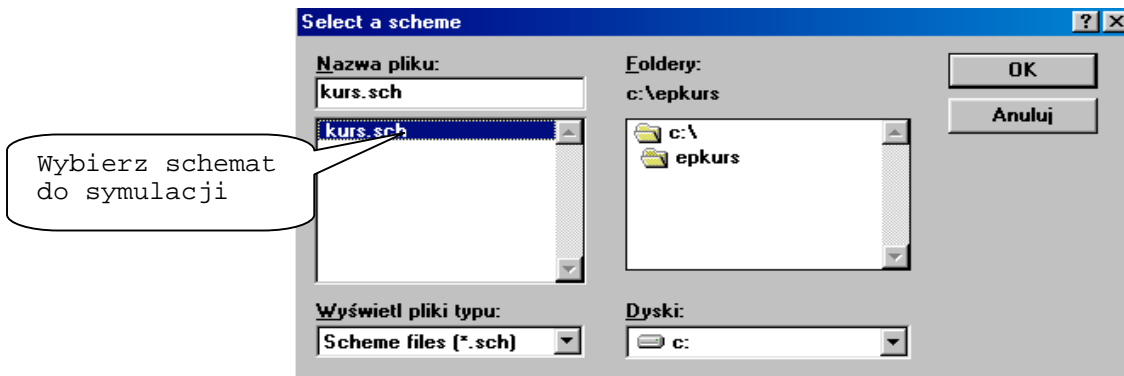 Select a scheme
Nazwa pliku:
kurs.sch
kurs.sch
Foldery:
c:\epkurs
c:\
epkurs
OK
Anuluj
Wybierz schemat
do symulacji
Wyświetl pliki typu:
Scheme files (*.sch)
Dyski:
c: